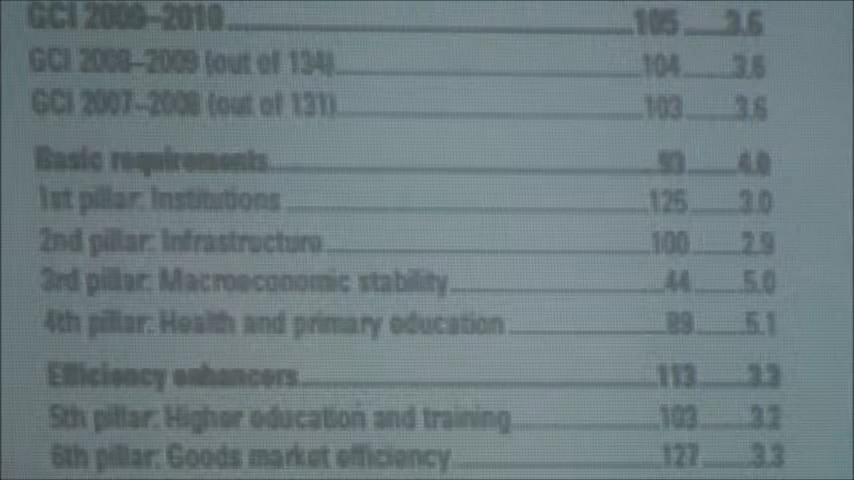 GCI 2009–2010 105 3.6
GCI 2008–2009 (out of 134) 104 3.6
GCI 2007–2008 (out of 131) 103 3.6
Basic requirements 93 4.0
1st pillar: Institutions 125 3.0
2nd pillar: Infrastructure 100 2.9
3rd pillar: Macroeconomic stability 44 5.0
4th pillar: Health and primary education 89 5.1
Efficiency enhancers 113 3.3
5th pillar: Higher education and training 103 3.2
6th pillar: Goods market efficiency 127 3.3